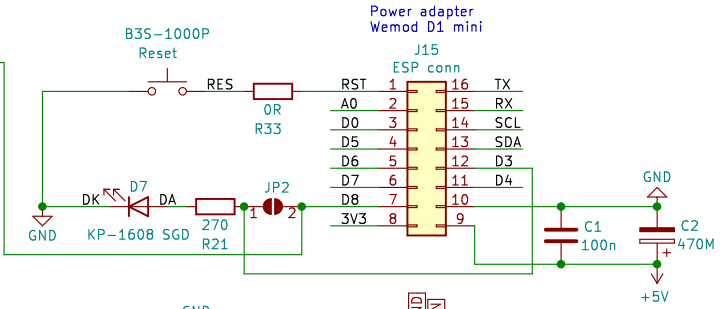 Power adapter
Wemod D1 mini
B3S-1000P
Reset
J15
ESP conn
RES
0R
R33
RST 1 16 TX
A0 2 15 RX
D0 3 14 SCL
D5 4 13 SDA
D6 5 12 D3
D7 6 11 D4
D8 7 10
3V3 8 9
DK
D7
DA
KP-1608 SGD
GND
270
R21
JP2
1 2
GND
C1
100n
C2
470M
+
+5V
GND